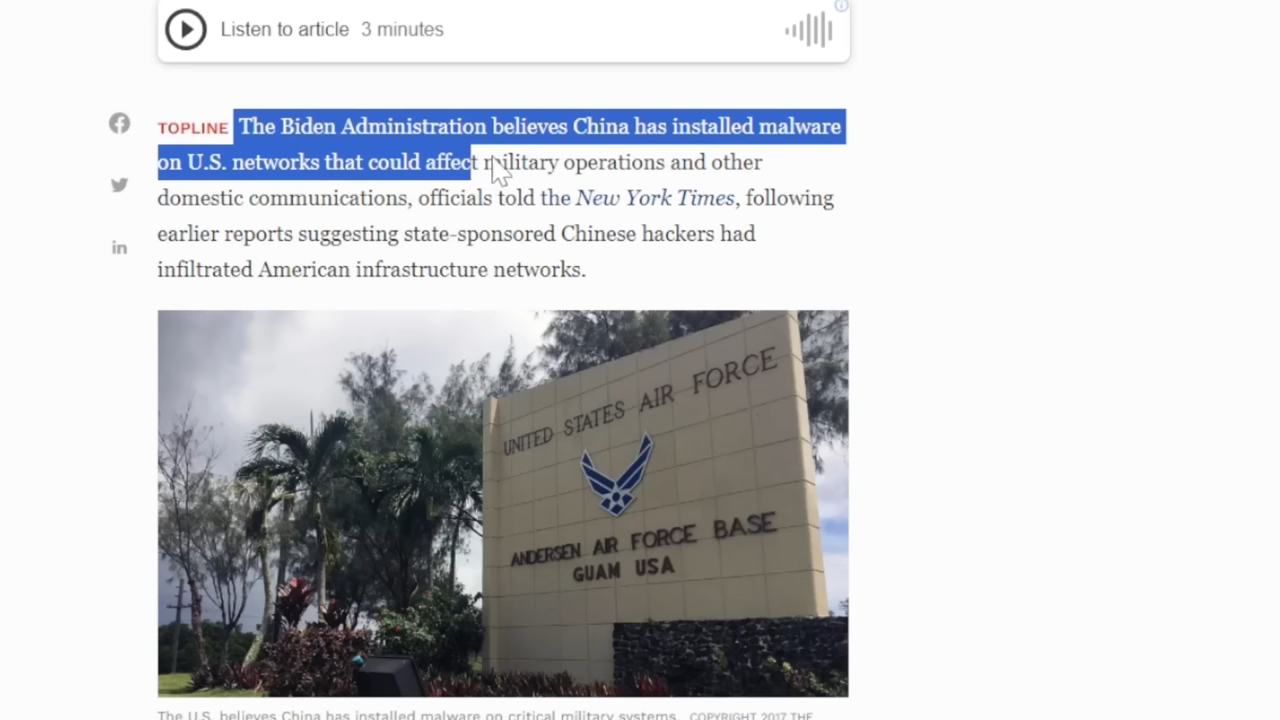 Listen to article 3 minutes
TOPLINE The Biden Administration believes China has installed malware
on U.S. networks that could affect military operations and other
domestic communications, officials told the New York Times, following
earlier reports suggesting state-sponsored Chinese hackers had
infiltrated American infrastructure networks.
UNITED STATES AIR FORCE
ANDERSEN AIR FORCE BASE
GUAM USA
The U.S. believes China has installed malware on critical military systems. COPYRIGHT 2017 THE